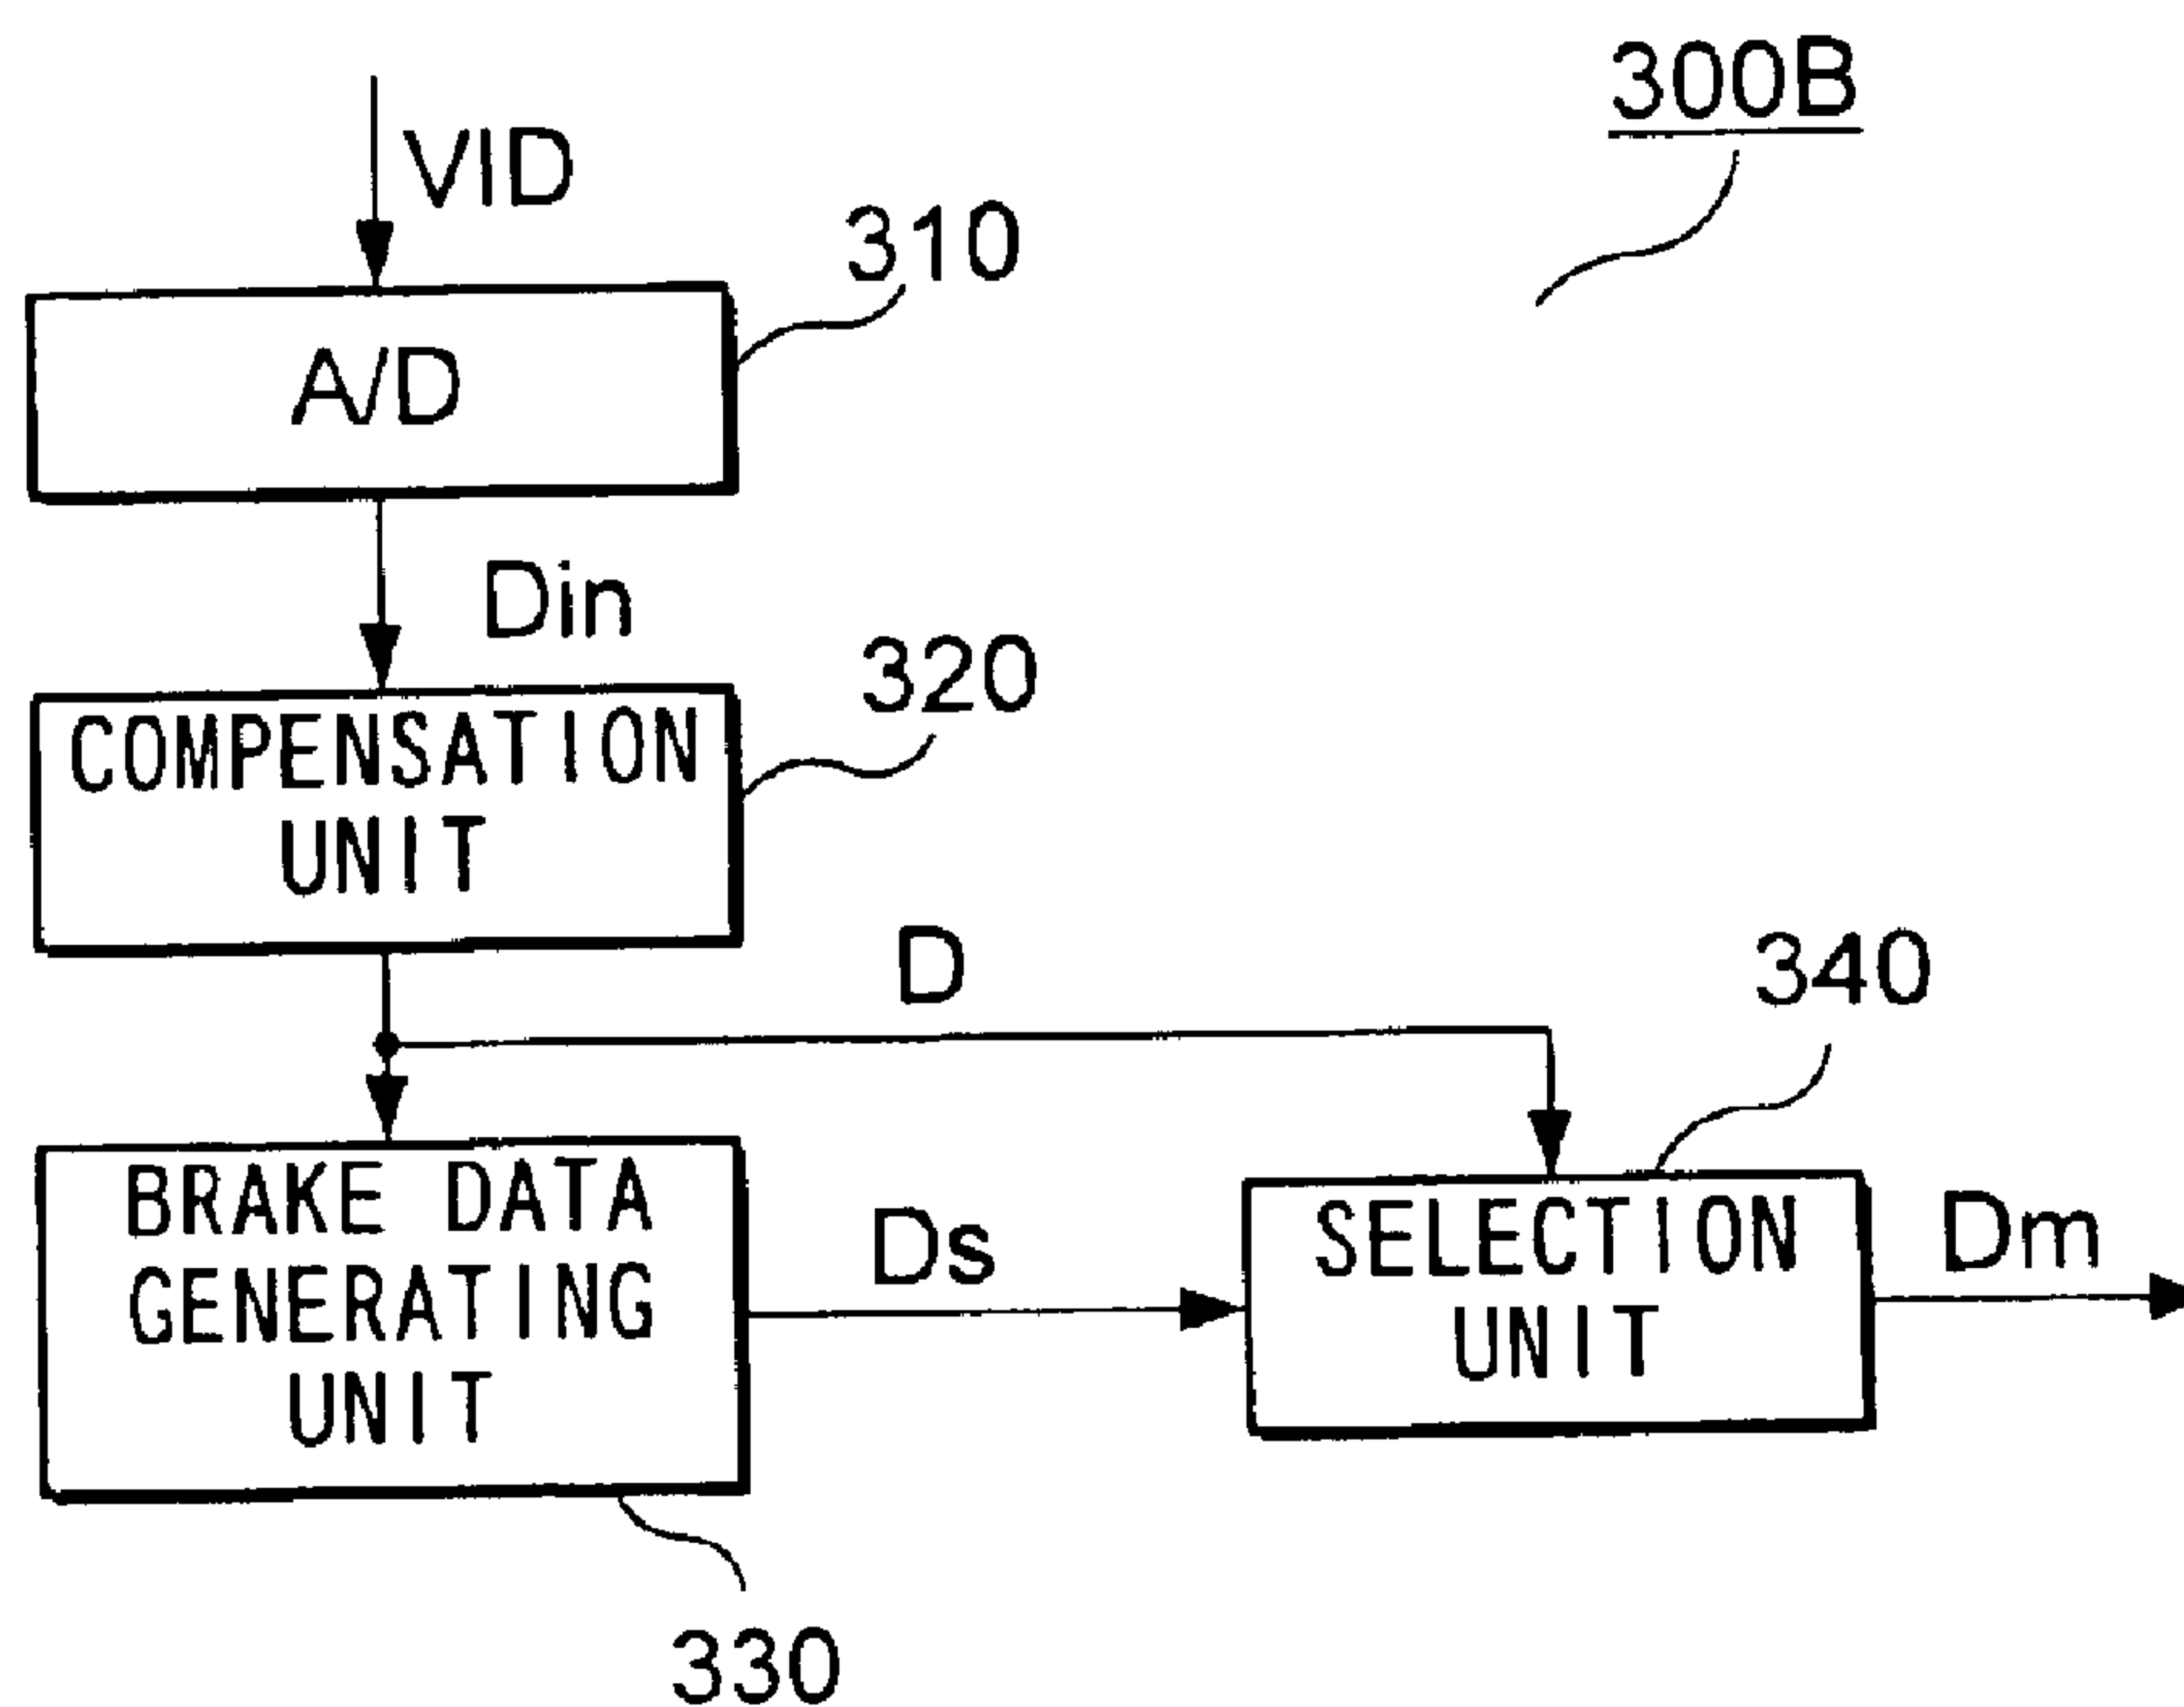 300B
VID
310
A/D
Din
320
COMPENSATION
UNIT
D
340
BRAKE DATA
GENERATING
UNIT
Ds
SELECTION
UNIT
Dm
330